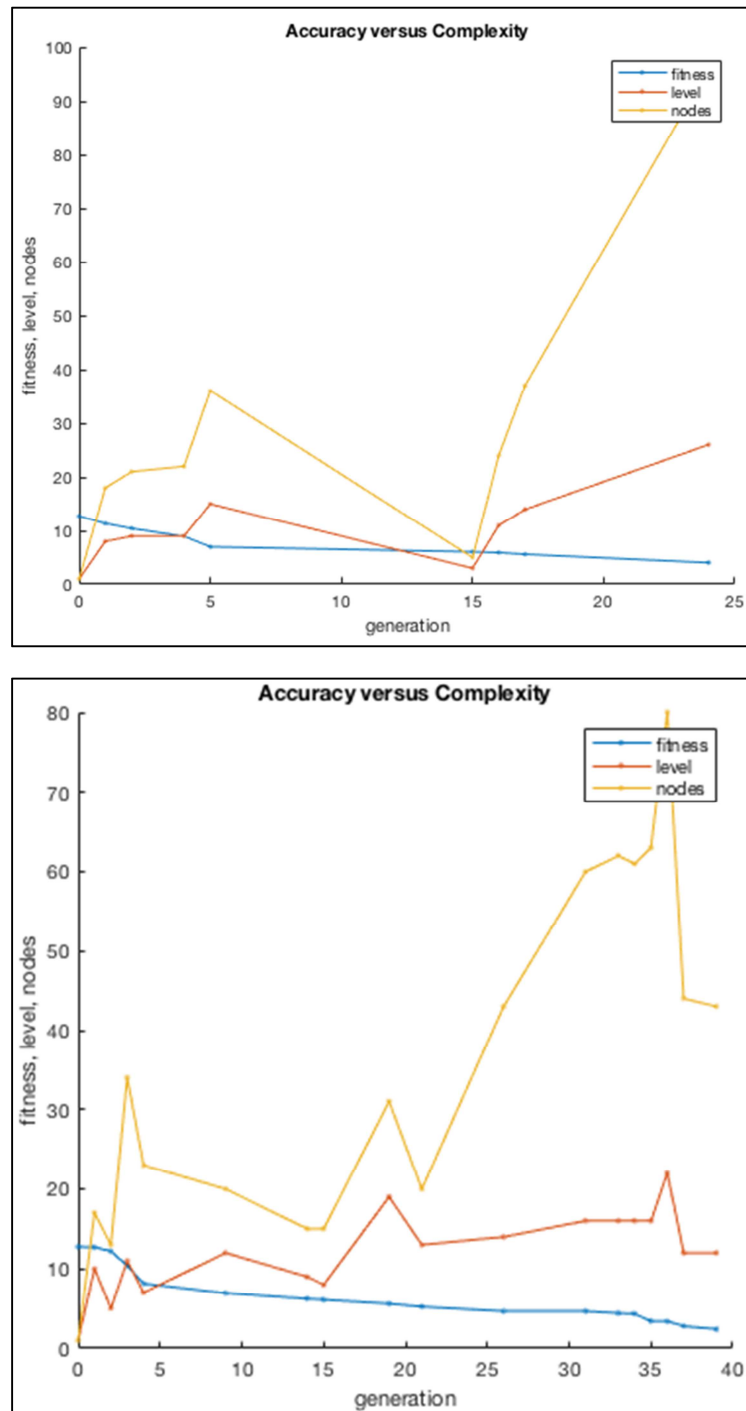 Accuracy versus Complexity
100
90
80
70
60
50
40
30
20
10
0
fitness, level, nodes
fitness
level
nodes
0 5 10 15 20 25
generation
Accuracy versus Complexity
80
70
60
50
40
30
20
10
0
fitness, level, nodes
fitness
level
nodes
0 5 10 15 20 25 30 35 40
generation